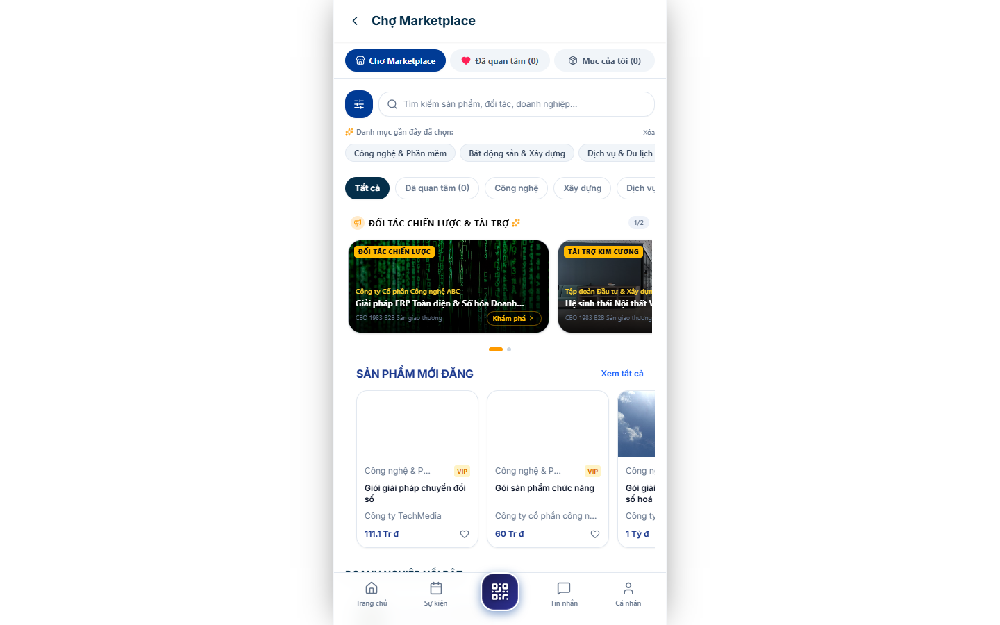 Chợ Marketplace
Chợ Marketplace
Đã quan tâm (0)
Mục của tôi (0)
Tìm kiếm sản phẩm, đối tác, doanh nghiệp...
Danh mục gần đây đã chọn:
Xóa
Công nghệ & Phần mềm
Bất động sản & Xây dựng
Dịch vụ & Du lịch
Tất cả
Đã quan tâm (0)
Công nghệ
Xây dựng
Dịch vụ
ĐỐI TÁC CHIẾN LƯỢC & TÀI TRỢ
1/2
ĐỐI TÁC CHIẾN LƯỢC
Công ty Cổ phần Công nghệ ABC
Giải pháp ERP Toàn diện & Số hóa Doanh...
CEO 1983 B2B Sàn giao thương
Khám phá
TÀI TRỢ KIM CƯƠNG
Tập đoàn Đầu tư & Xây dựn
Hệ sinh thái Nội thất
CEO 1983 B2B Sàn giao thương
SẢN PHẨM MỚI ĐĂNG
Xem tất cả
Công nghệ & P...
VIP
Giới giải pháp chuyển đổi
số
Công ty TechMedia
111.1 Tr đ
Công nghệ & P...
VIP
Gói sản phẩm chức năng
Công ty cổ phần công n...
60 Tr đ
Công n
Gói giải
số hoá
Công ty
1 Tỷ đ
DOANH NGHIỆP NỔI BẬT
Trang chủ
Sự kiện
Tin nhắn
Cá nhân